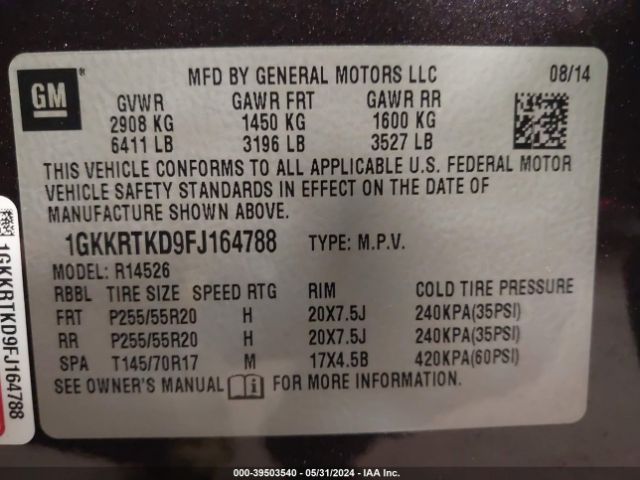 GM
®
MFD BY GENERAL MOTORS LLC 08/14
GVWR GAWR FRT GAWR RR
2908 KG 1450 KG 1600 KG
6411 LB 3196 LB 3527 LB
THIS VEHICLE CONFORMS TO ALL APPLICABLE U.S. FEDERAL MOTOR
VEHICLE SAFETY STANDARDS IN EFFECT ON THE DATE OF
MANUFACTURE SHOWN ABOVE.
1GKKRTKD9FJ164788 TYPE: M.P.V.
MODEL: R14526
RBBL TIRE SIZE SPEED RTG RIM COLD TIRE PRESSURE
FRT P255/55R20 H 20X7.5J 240KPA(35PSI)
RR P255/55R20 H 20X7.5J 240KPA(35PSI)
SPA T145/70R17 M 17X4.5B 420KPA(60PSI)
SEE OWNER'S MANUAL FOR MORE INFORMATION.
1GKKRTKD9FJ164788
000-39503540 - 05/31/2024 - IAA Inc.